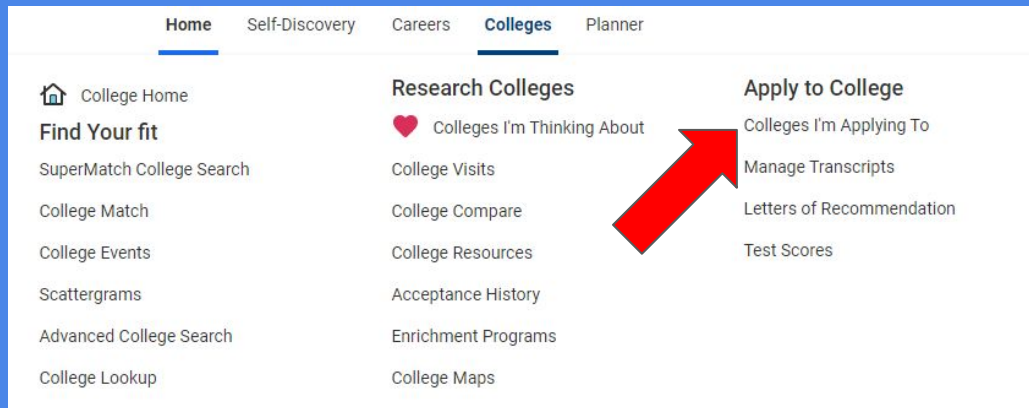 Home Self-Discovery Careers Colleges Planner
College Home
Find Your fit
SuperMatch College Search
College Match
College Events
Scattergrams
Advanced College Search
College Lookup
Research Colleges
Colleges I'm Thinking About
College Visits
College Compare
College Resources
Acceptance History
Enrichment Programs
College Maps
Apply to College
Colleges I'm Applying To
Manage Transcripts
Letters of Recommendation
Test Scores